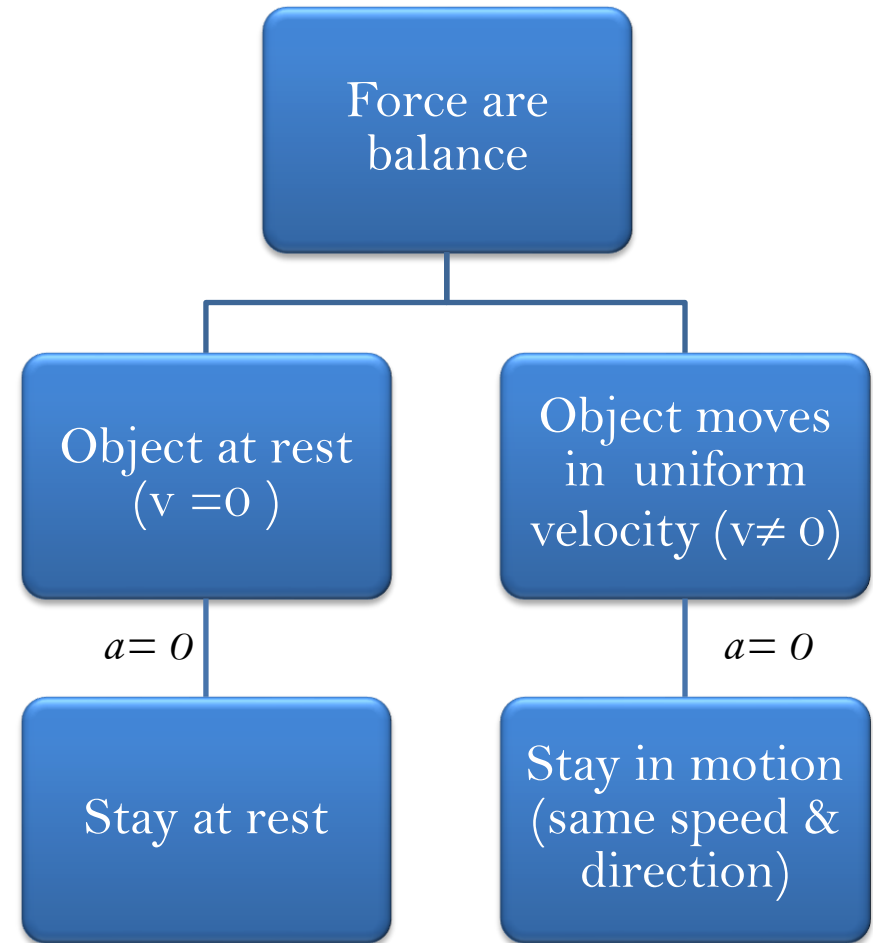 Force are
balance
Object at rest
(v =0 )
Object moves
in uniform
velocity (v≠ 0)
a= 0
a= 0
Stay at rest
Stay in motion
(same speed &
direction)